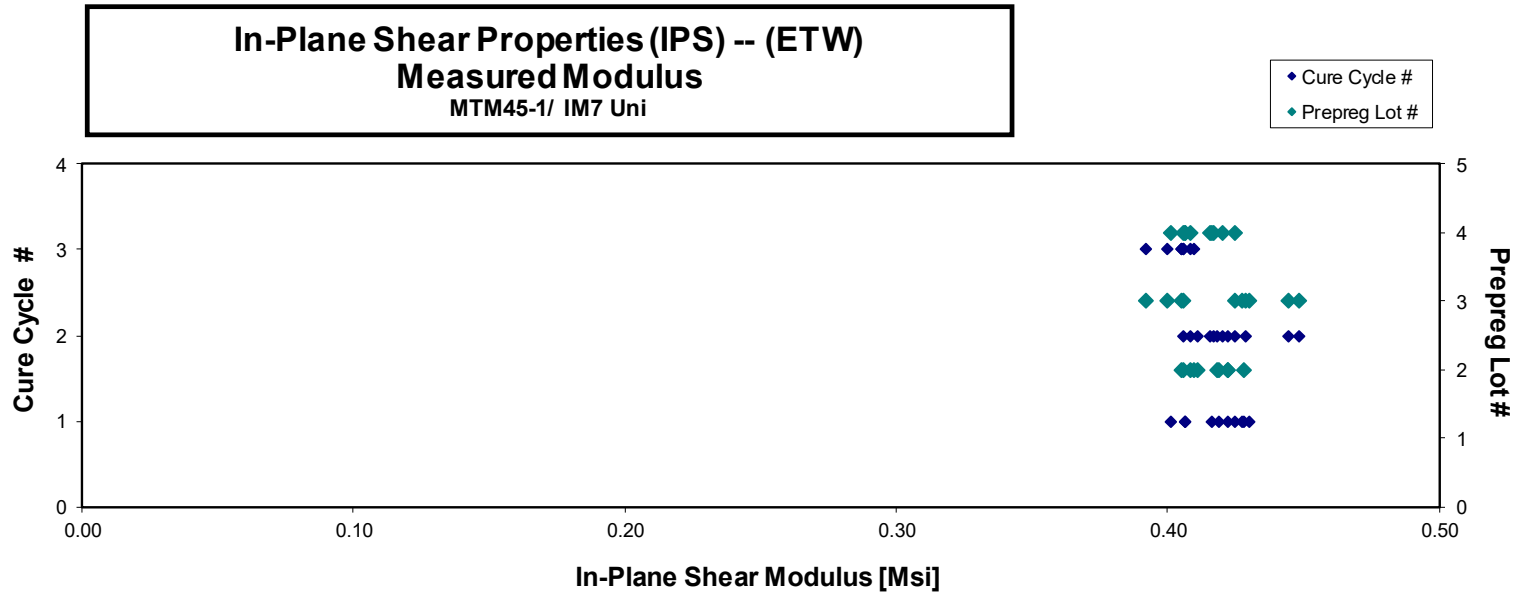 In-Plane Shear Properties (IPS) -- (ETW)
Measured Modulus
MTM45-1/ IM7 Uni
Cure Cycle #
Prepreg Lot #
4
3
2
1
0
Cure Cycle #
5
4
3
2
1
0
Prepreg Lot #
0.00 0.10 0.20 0.30 0.40 0.50
In-Plane Shear Modulus [Msi]